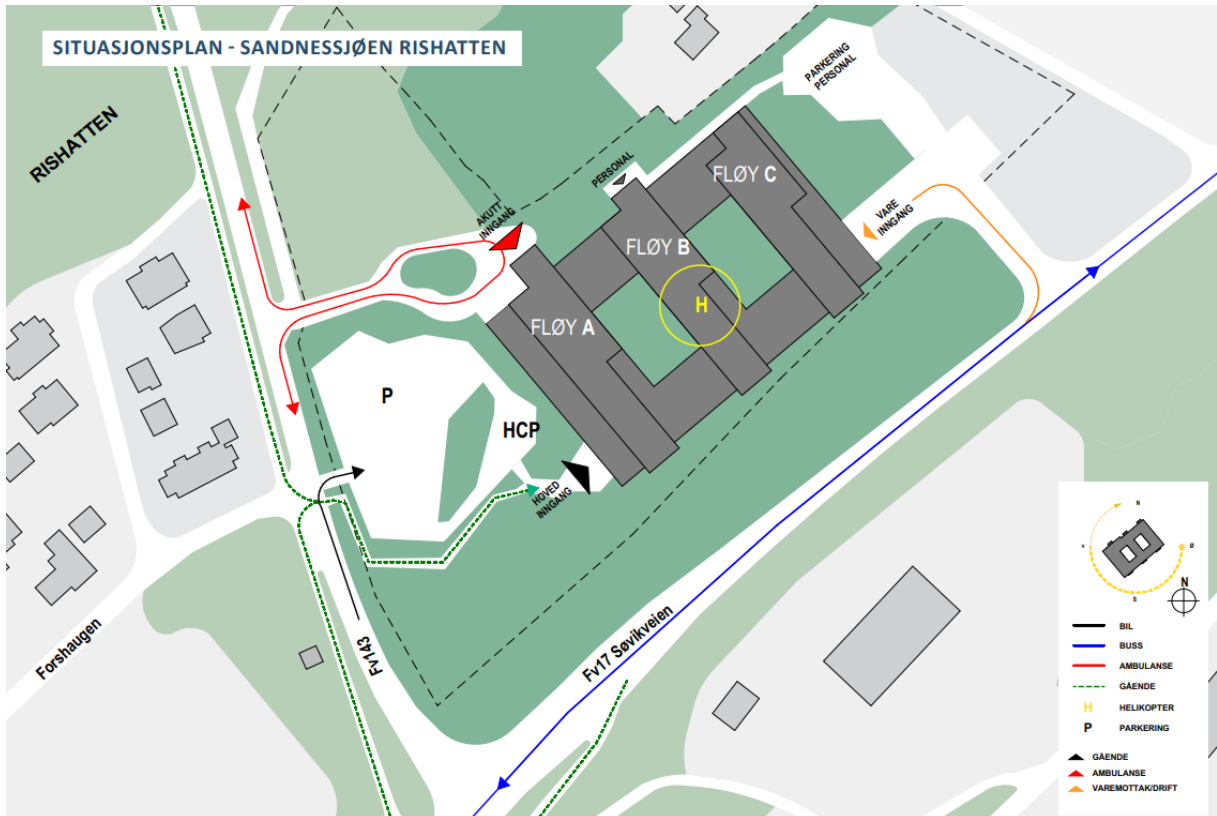 SITUASJONSPLAN - SANDNESSJØEN RISHATTEN
RISHATTEN
PARKERING
PERSONAL
PERSONAL
FLØY C
AKUTT
INNGANG
VARE
INNGANG
FLØY B
H
FLØY A
P
HCP
HOVED
INNGANG
Forshaugen
Fv143
Fv17 Søvikveien
N
V
Ø
S
N
BIL
BUSS
AMBULANSE
GÅENDE
H HELIKOPTER
P PARKERING
GÅENDE
AMBULANSE
VAREMOTTAK/DRIFT